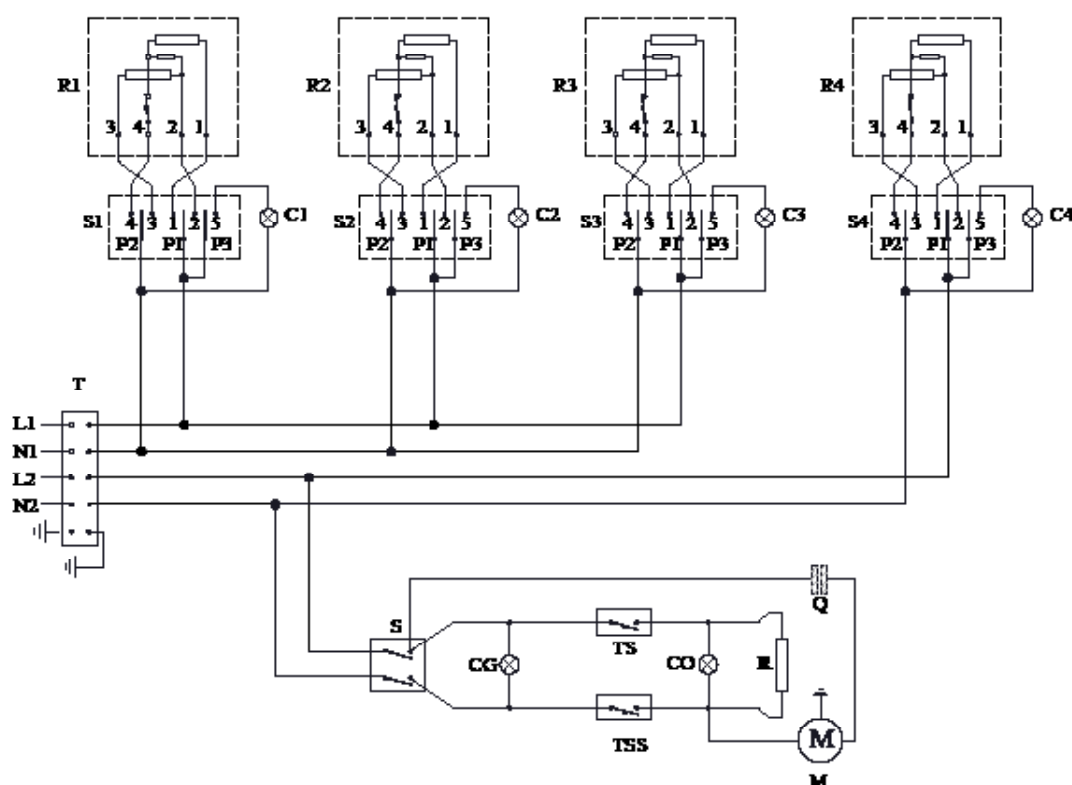 R1 R2 R3 R4
3 4 2 1 3 4 2 1 3 4 2 1 3 4 2 1
S1 4 3 1 2 5 C1 S2 4 3 1 2 5 C2 S3 4 3 1 2 5 C3 S4 4 3 1 2 5 C4
P2 P1 P3 P2 P1 P3 P2 P1 P3 P2 P1 P3
T
L1
N1
L2
N2
Q
S
TS
CG CO R
TSS
M
M